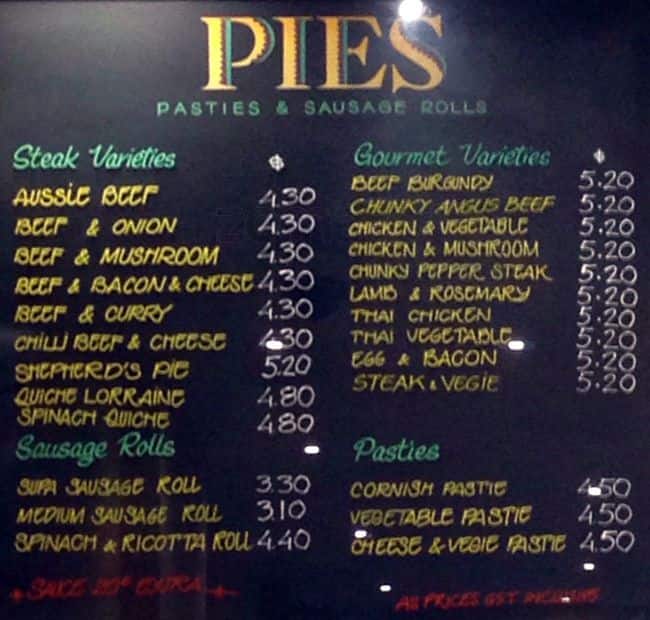 PIES
PASTIES & SAUSAGE ROLLS
Steak Varieties $
AUSSIE BEEF 4.30
BEEF & ONION 4.30
BEEF & MUSHROOM 4.30
BEEF & BACON & CHEESE 4.30
BEEF & CURRY 4.30
CHILLI BEEF & CHEESE 4.30
SHEPHERD'S PIE 5.20
QUICHE LORRAINE 4.80
SPINACH QUICHE 4.80
Sausage Rolls
SUPA SAUSAGE ROLL 3.30
MEDIUM SAUSAGE ROLL 3.10
SPINACH & RICOTTA ROLL 4.40
SAUCE 20¢ EXTRA
Gourmet Varieties $
BEEF BURGUNDY 5.20
CHUNKY ANGUS BEEF 5.20
CHICKEN & VEGETABLE 5.20
CHICKEN & MUSHROOM 5.20
CHUNKY PEPPER STEAK 5.20
LAMB & ROSEMARY 5.20
THAI CHICKEN 5.20
THAI VEGETABLE 5.20
EGG & BACON 5.20
STEAK & VEGIE 5.20
Pasties
CORNISH PASTIE 4.50
VEGETABLE PASTIE 4.50
CHEESE & VEGIE PASTIE 4.50
All PRICES GST INCLUSIVE